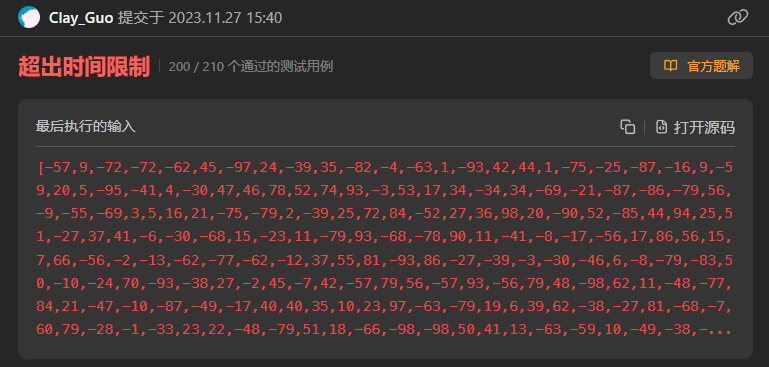 Clay_Guo 提交于 2023.11.27 15:40
超出时间限制 200 / 210 个通过的测试用例 官方题解
最后执行的输入 打开源码
[−57,9,−72,−72,−62,45,−97,24,−39,35,−82,−4,−63,1,−93,42,44,1,−75,−25,−87,−16,9,−5
9,20,5,−95,−41,4,−30,47,46,78,52,74,93,−3,53,17,34,−34,34,−69,−21,−87,−86,−79,56,
−9,−55,−69,3,5,16,21,−75,−79,2,−39,25,72,84,−52,27,36,98,20,−90,52,−85,44,94,25,5
1,−27,37,41,−6,−30,−68,15,−23,11,−79,93,−68,−78,90,11,−41,−8,−17,−56,17,86,56,15,
7,66,−56,−2,−13,−62,−77,−62,−12,37,55,81,−93,86,−27,−39,−3,−30,−46,6,−8,−79,−83,5
0,−10,−24,70,−93,−38,27,−2,45,−7,42,−57,79,56,−57,93,−56,79,48,−98,62,11,−48,−77,
84,21,−47,−10,−87,−49,−17,40,40,35,10,23,97,−63,−79,19,6,39,62,−38,−27,81,−68,−7,
60,79,−28,−1,−33,23,22,−48,−79,51,18,−66,−98,−98,50,41,13,−63,−59,10,−49,−38,−...